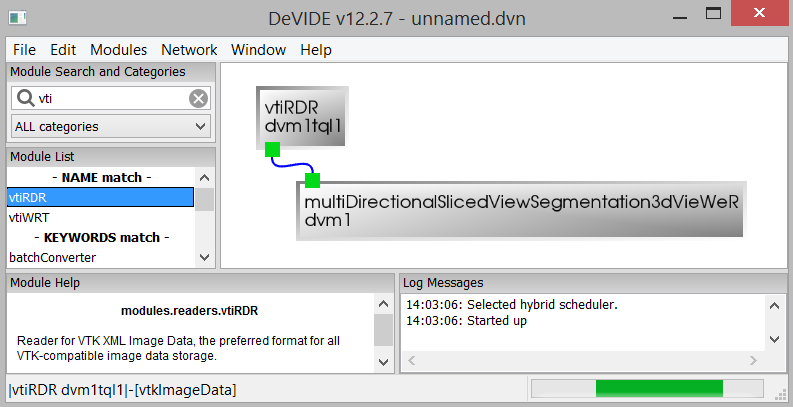 DeVIDE v12.2.7 - unnamed.dvn
File Edit Modules Network Window Help
Module Search and Categories
vti
ALL categories
Module List
- NAME match -
vtiRDR
vtiWRT
- KEYWORDS match -
batchConverter
vtiRDR
dvm1tql1
multiDirectionalSlicedViewSegmentation3dVieWeR
dvm1
Module Help
modules.readers.vtiRDR
Reader for VTK XML Image Data, the preferred format for all
VTK-compatible image data storage.
Log Messages
14:03:06: Selected hybrid scheduler.
14:03:06: Started up
|vtiRDR dvm1tql1|-[vtkImageData]